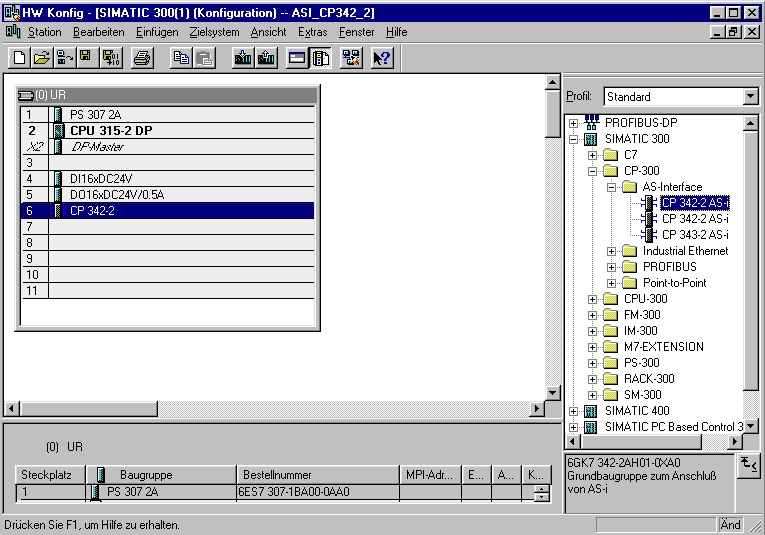 HW Konfig - [SIMATIC 300(1) (Konfiguration) -- ASI_CP342_2]
Station Bearbeiten Einfügen Zielsystem Ansicht Extras Fenster Hilfe
(0) UR
1 PS 307 2A
2 CPU 315-2 DP
X2 DP-Master
3
4 DI16xDC24V
5 DO16xDC24V/0.5A
6 CP 342-2
7
8
9
10
11
Profil: Standard
PROFIBUS-DP
SIMATIC 300
C7
CP-300
AS-Interface
CP 342-2 AS-i
CP 342-2 AS-i
CP 343-2 AS-i
Industrial Ethernet
PROFIBUS
Point-to-Point
CPU-300
FM-300
IM-300
M7-EXTENSION
PS-300
RACK-300
SM-300
SIMATIC 400
SIMATIC PC Based Control 3
(0) UR
Steckplatz Baugruppe Bestellnummer MPI-Adr... E... A... K...
1 PS 307 2A 6ES7 307-1BA00-0AA0
6GK7 342-2AH01-0XA0
Grundbaugruppe zum Anschluß
von AS-i
Drücken Sie F1, um Hilfe zu erhalten.
Änd